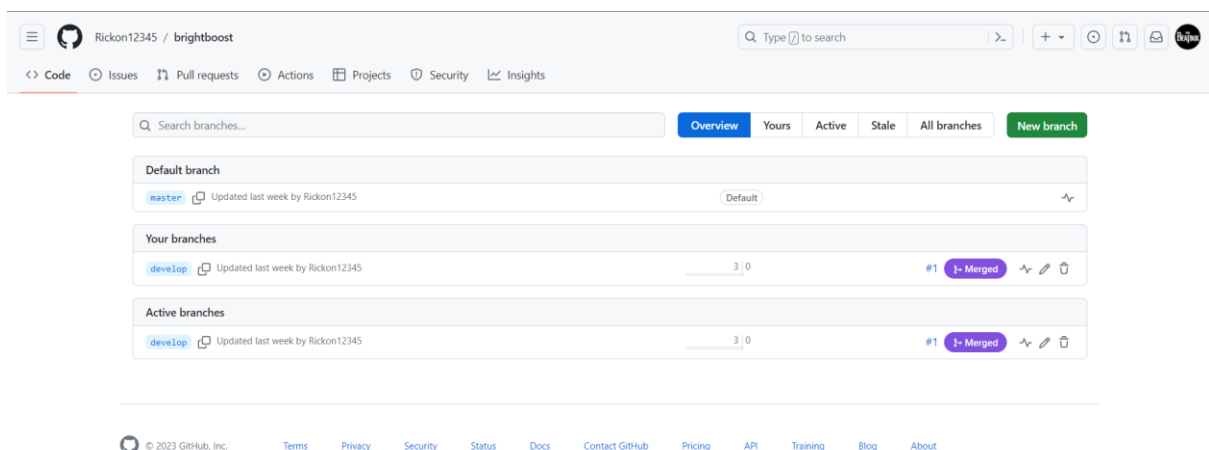 Rickon12345 / brightboost
Type / to search
Code Issues Pull requests Actions Projects Security Insights
Search branches...
Overview Yours Active Stale All branches New branch
Default branch
master Updated last week by Rickon12345 Default
Your branches
develop Updated last week by Rickon12345 3 | 0 #1 Merged
Active branches
develop Updated last week by Rickon12345 3 | 0 #1 Merged
© 2023 GitHub, Inc. Terms Privacy Security Status Docs Contact GitHub Pricing API Training Blog About